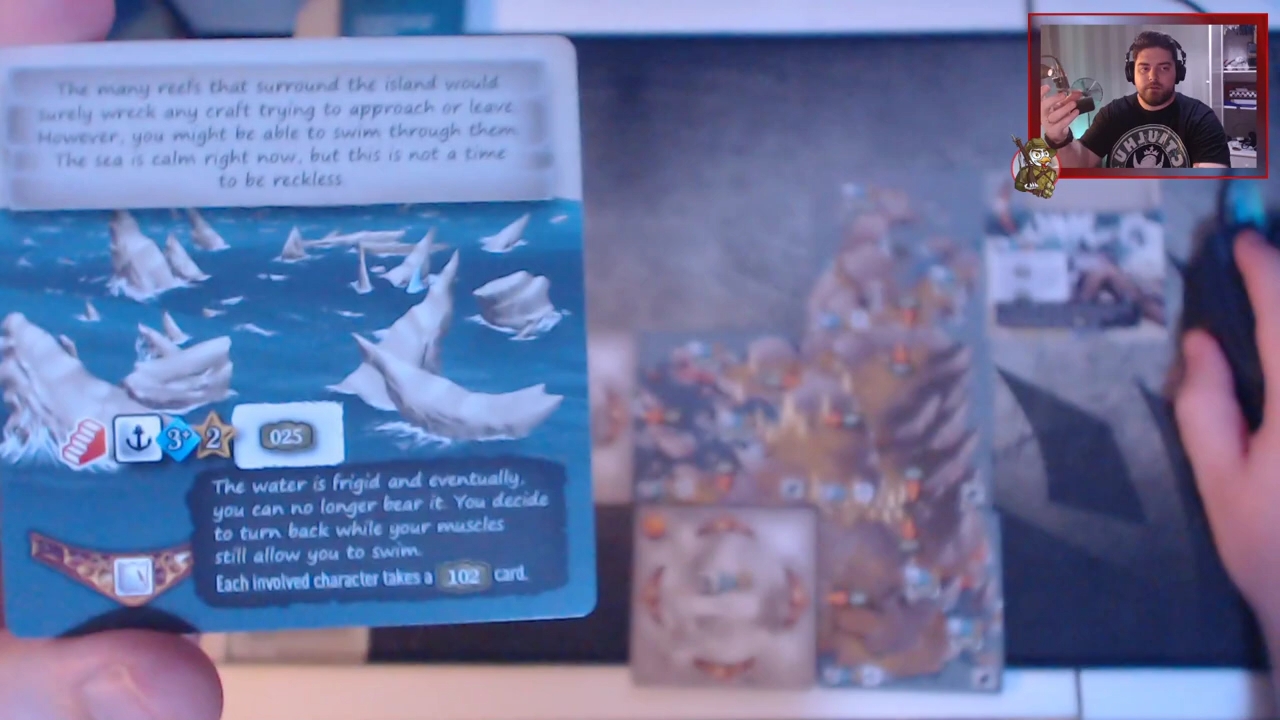 The many reefs that surround the island would
surely wreck any craft trying to approach or leave
However, you might be able to swim through them.
The sea is calm right now, but this is not a time
to be reckless.
3+ 2 025
The water is frigid and eventually,
you can no longer bear it. You decide
to turn back while your muscles
still allow you to swim.
Each involved character takes a 102 card.